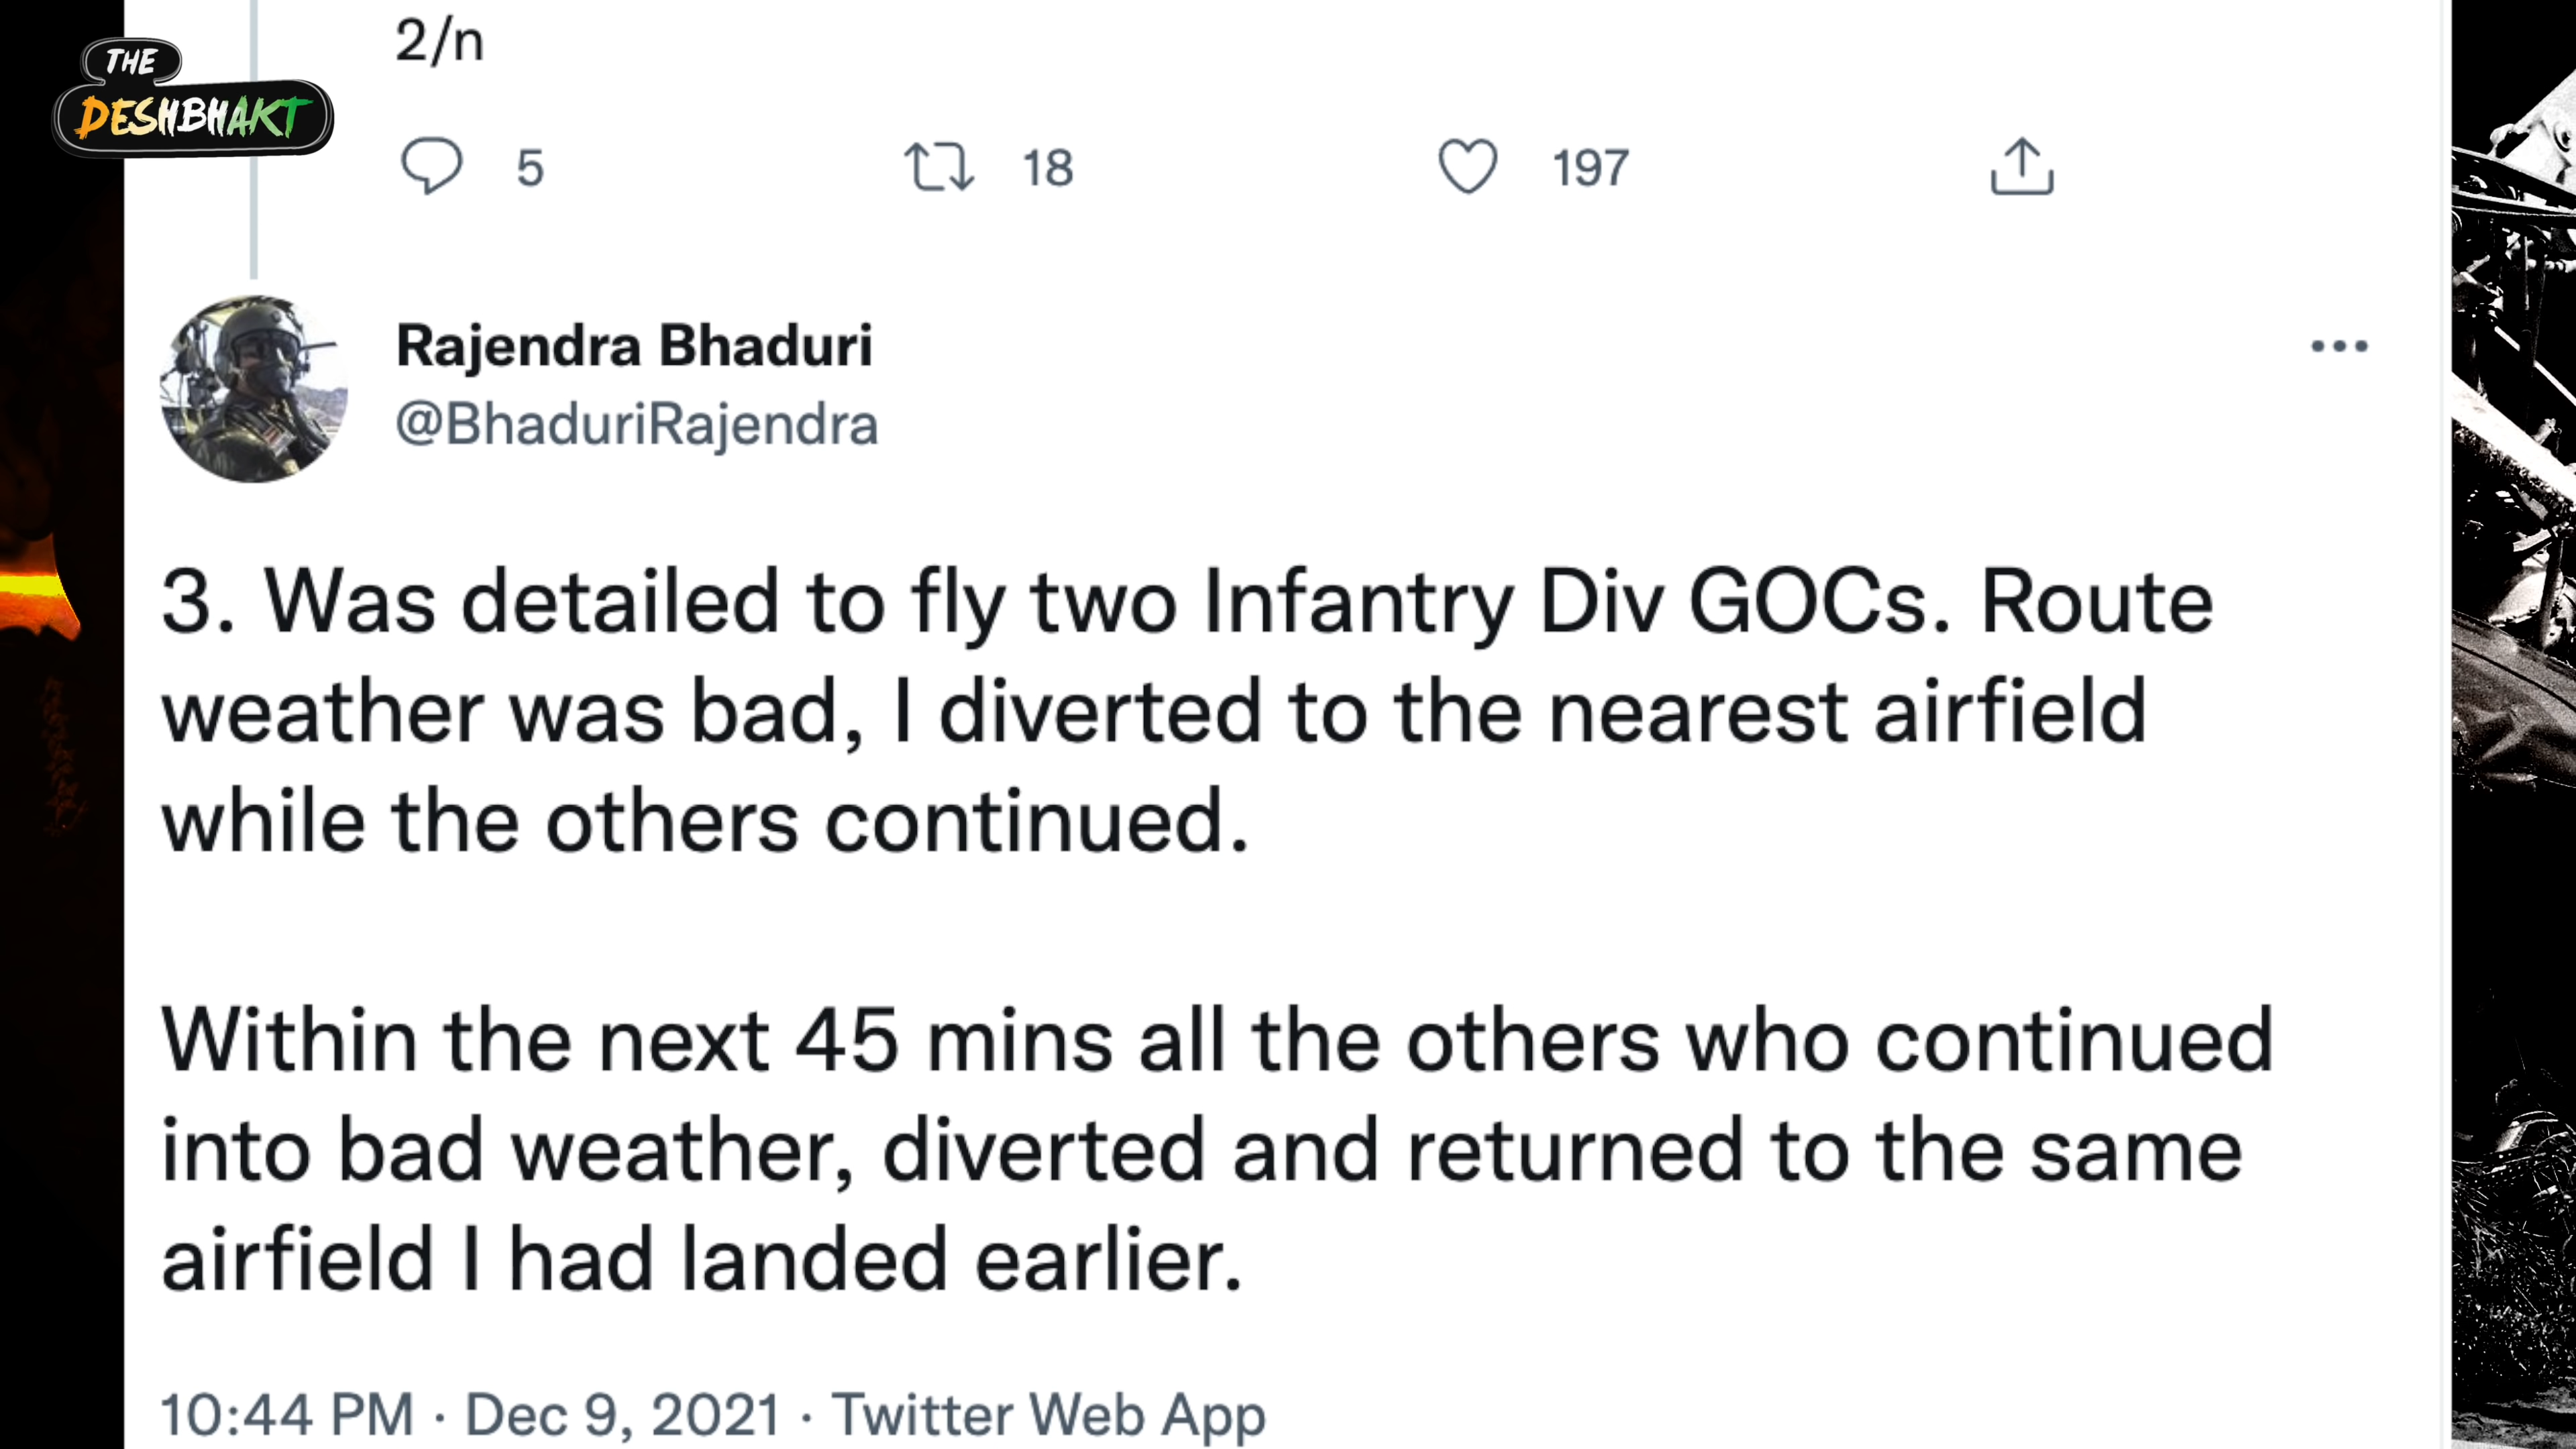 THE
DESHBHAKT
2/n
5 18 197
Rajendra Bhaduri
@BhaduriRajendra
3. Was detailed to fly two Infantry Div GOCs. Route
weather was bad, I diverted to the nearest airfield
while the others continued.
Within the next 45 mins all the others who continued
into bad weather, diverted and returned to the same
airfield I had landed earlier.
10:44 PM · Dec 9, 2021 · Twitter Web App